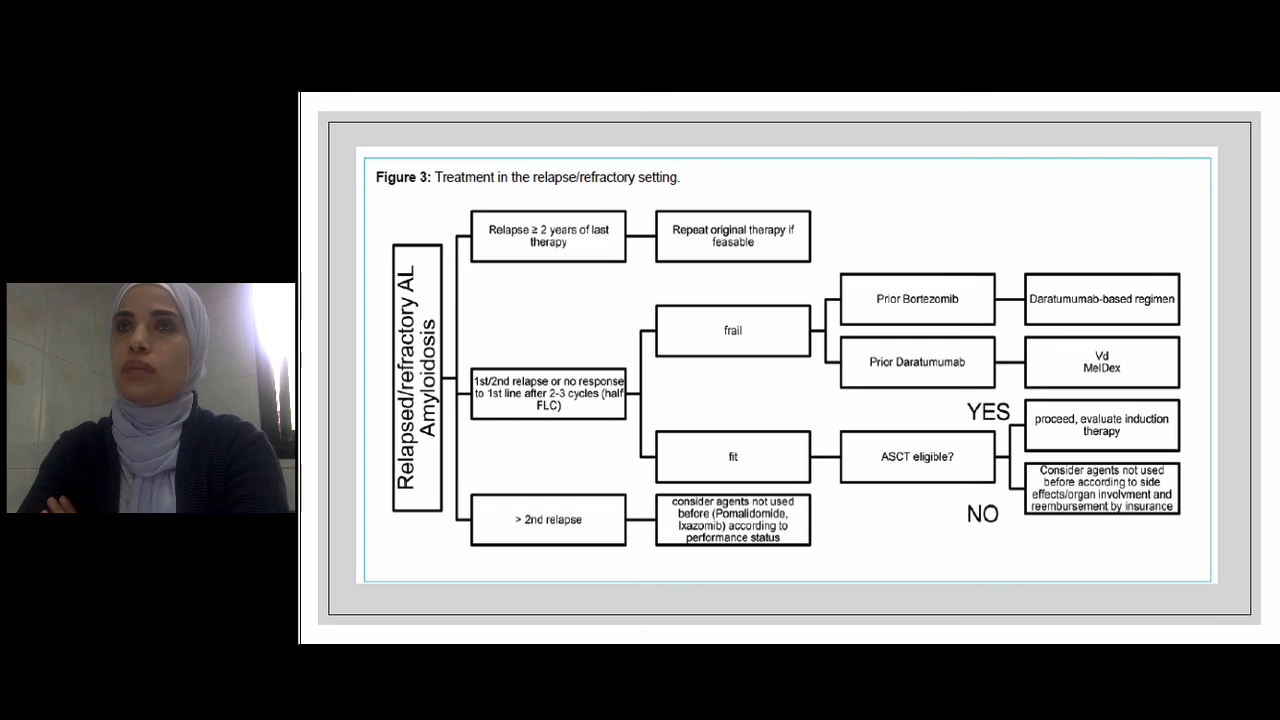 Figure 3: Treatment in the relapse/refractory setting.
Relapsed/refractory AL
Amyloidosis
Relapse ≥ 2 years of last
therapy
Repeat original therapy if
feasable
1st/2nd relapse or no response
to 1st line after 2-3 cycles (half
FLC)
frail
Prior Bortezomib
Daratumumab-based regimen
Prior Daratumumab
Vd
MelDex
fit
ASCT eligible?
YES
proceed, evaluate induction
therapy
NO
Consider agents not used
before according to side
effects/organ involvment and
reembursement by insurance
> 2nd relapse
consider agents not used
before (Pomalidomide,
Ixazomib) according to
performance status